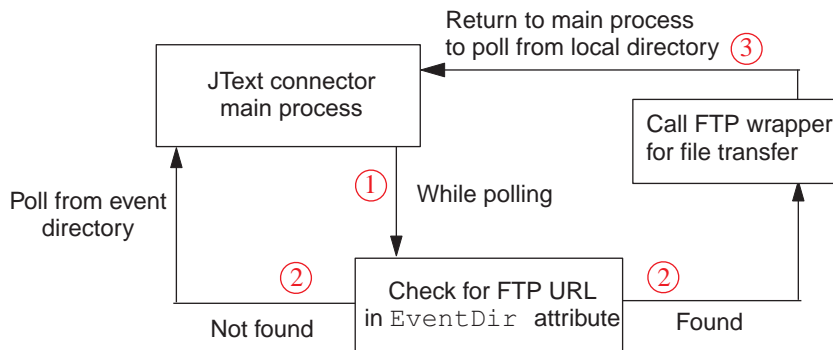 Return to main process
to poll from local directory
③
JText connector
main process
Call FTP wrapper
for file transfer
①
While polling
Poll from event
directory
②
②
Check for FTP URL
in EventDir attribute
Not found
Found